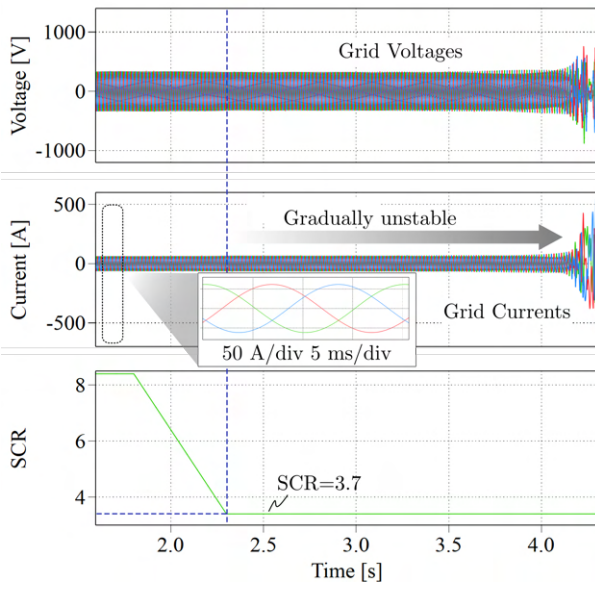 Voltage [V]
1000
0
-1000
Grid Voltages
Current [A]
500
0
-500
Gradually unstable
Grid Currents
50 A/div 5 ms/div
SCR
8
6
4
SCR=3.7
2.0 2.5 3.0 3.5 4.0
Time [s]